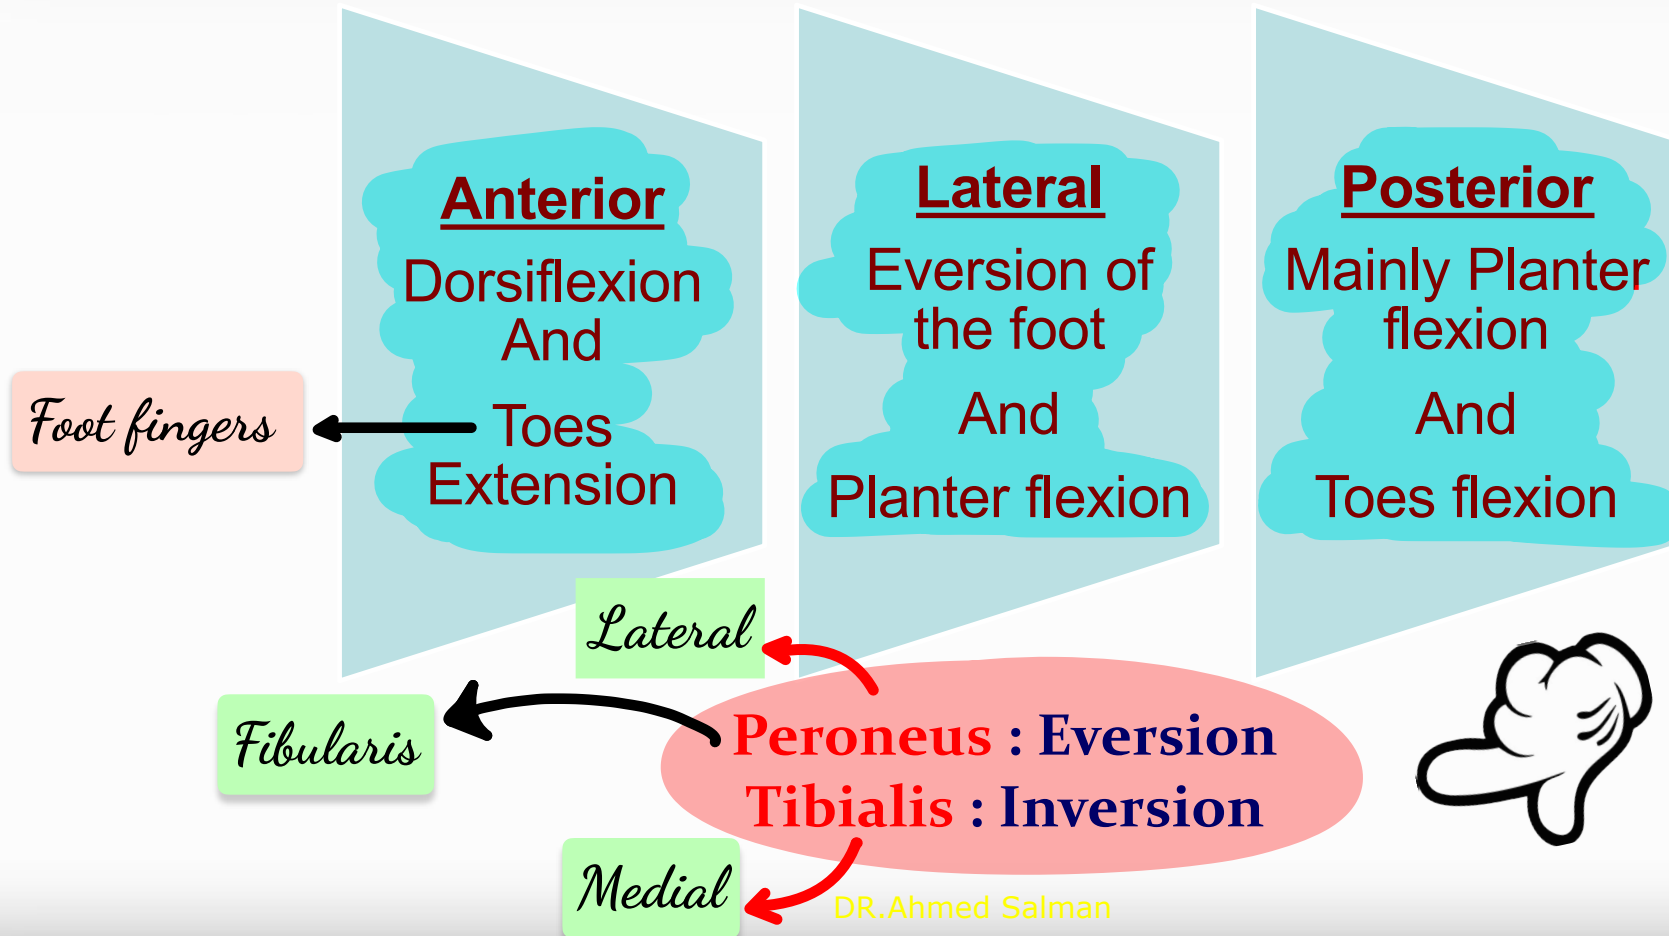 Anterior
Dorsiflexion
And
Toes
Extension
Foot fingers
Lateral
Eversion of
the foot
And
Planter flexion
Posterior
Mainly Planter
flexion
And
Toes flexion
Lateral
Fibularis
Peroneus : Eversion
Tibialis : Inversion
Medial
DR.Ahmed Salman